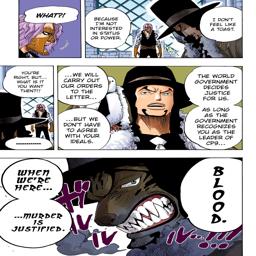 I DON'T
FEEL LIKE
A TOAST.
BECAUSE
I'M NOT
INTERESTED
IN STATUS
OR POWER.
WHAT?!
THE WORLD
GOVERNMENT
DECIDES
JUSTICE
FOR US.
AS LONG
AS THE
GOVERNMENT
RECOGNIZES
YOU AS THE
LEADER OF
CP9...
...WE WILL
CARRY OUT
OUR ORDERS
TO THE
LETTER...
...BUT WE
DON'T HAVE
TO AGREE
WITH YOUR
IDEALS.
YOU'RE
RIGHT, BUT...
WHAT IS IT
YOU WANT
THEN?!!
BLOOD.
WHEN
WE'RE
HERE...
...MURDER
IS
JUSTIFIED.